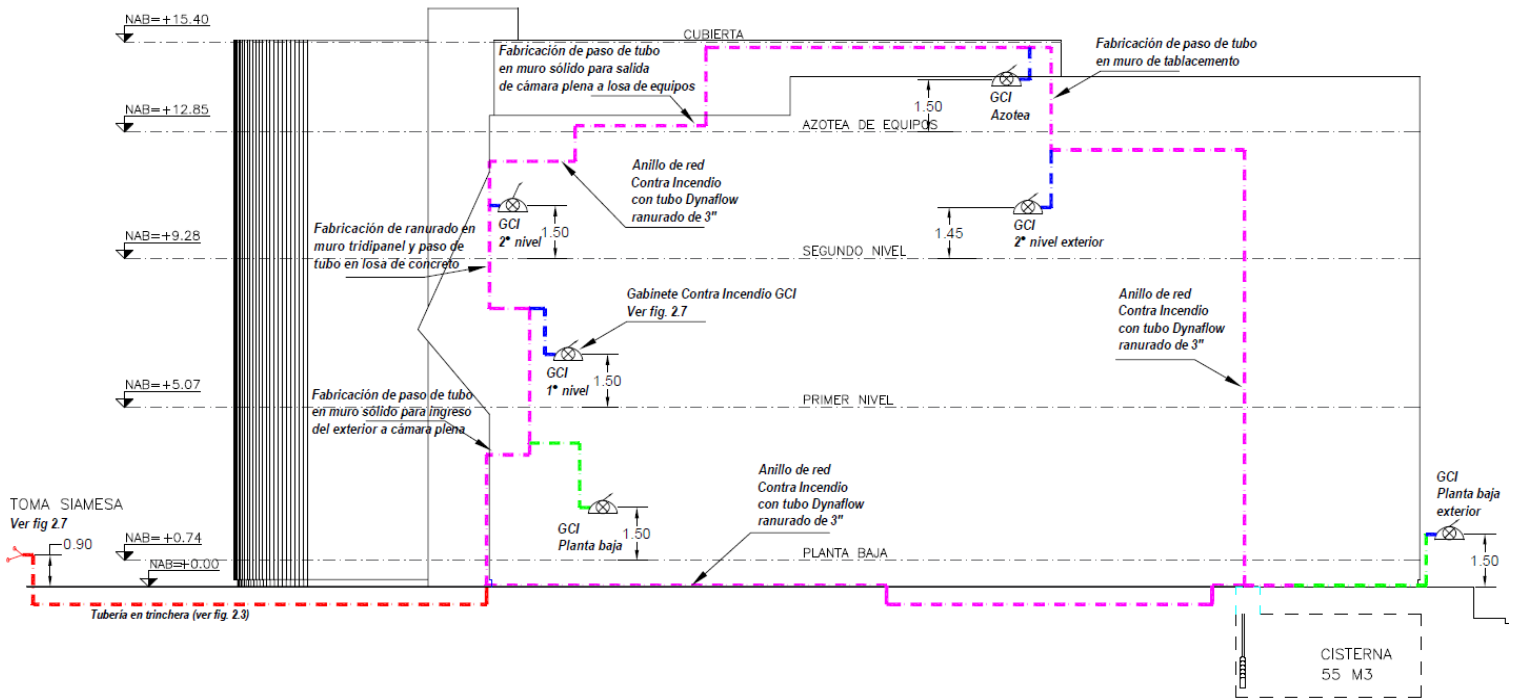 NAB=+15.40
CUBIERTA
Fabricación de paso de tubo
en muro sólido para salida
de cámara plena a losa de equipos
Fabricación de paso de tubo
en muro de tablacemento
GCI
Azotea
1.50
NAB=+12.85
AZOTEA DE EQUIPOS
Anillo de red
Contra Incendio
con tubo Dynaflow
ranurado de 3"
GCI
2° nivel
1.50
GCI
2° nivel exterior
1.45
Fabricación de ranurado en
muro tridipanel y paso de
tubo en losa de concreto
NAB=+9.28
SEGUNDO NIVEL
Gabinete Contra Incendio GCI
Ver fig. 2.7
Anillo de red
Contra Incendio
con tubo Dynaflow
ranurado de 3"
GCI
1° nivel
1.50
NAB=+5.07
PRIMER NIVEL
Fabricación de paso de tubo
en muro sólido para ingreso
del exterior a cámara plena
Anillo de red
Contra Incendio
con tubo Dynaflow
ranurado de 3"
GCI
Planta baja
exterior
1.50
TOMA SIAMESA
Ver fig 2.7
0.90
GCI
Planta baja
1.50
NAB=+0.74
PLANTA BAJA
NAB=+0.00
Tubería en trinchera (ver fig. 2.3)
CISTERNA
55 M3